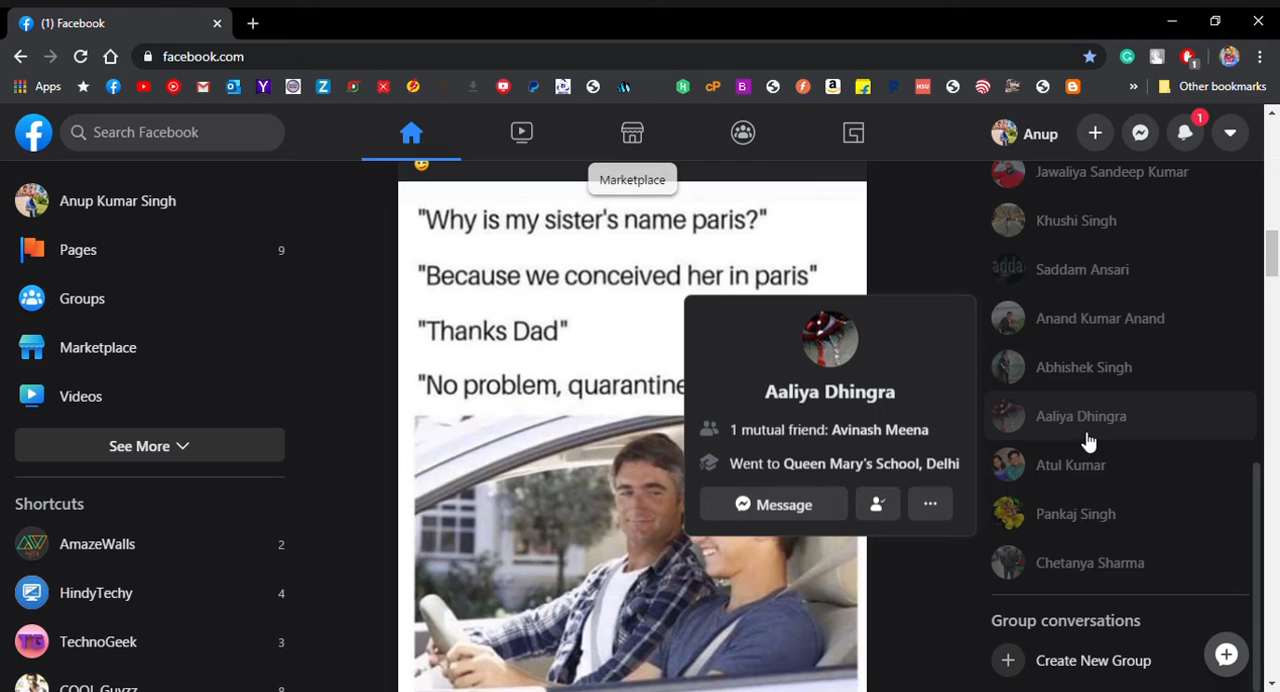 (1) Facebook
facebook.com
Apps
Other bookmarks
Search Facebook
Anup
1
Marketplace
Anup Kumar Singh
Pages 9
Groups
Marketplace
Videos
See More
Shortcuts
AmazeWalls 2
HindyTechy 4
TechnoGeek 3
COOL Guyzz 8
"Why is my sister's name paris?"
"Because we conceived her in paris"
"Thanks Dad"
"No problem, quarantine
Aaliya Dhingra
1 mutual friend: Avinash Meena
Went to Queen Mary's School, Delhi
Message
Jawaliya Sandeep Kumar
Khushi Singh
Saddam Ansari
Anand Kumar Anand
Abhishek Singh
Aaliya Dhingra
Atul Kumar
Pankaj Singh
Chetanya Sharma
Group conversations
Create New Group